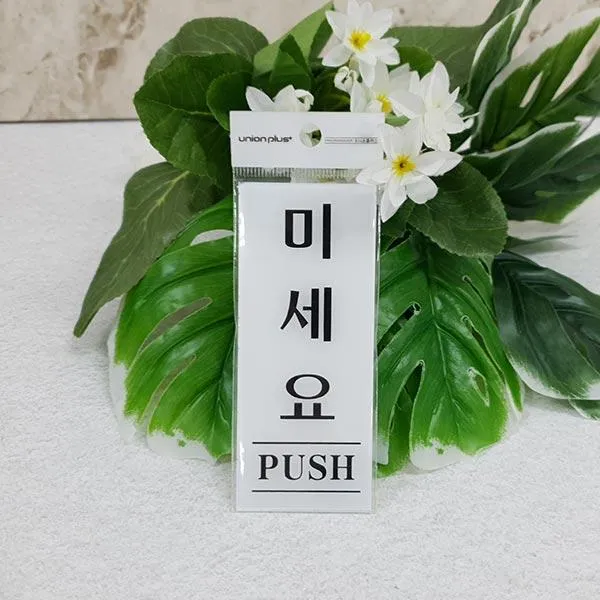 union plus+
미
세
요
PUSH